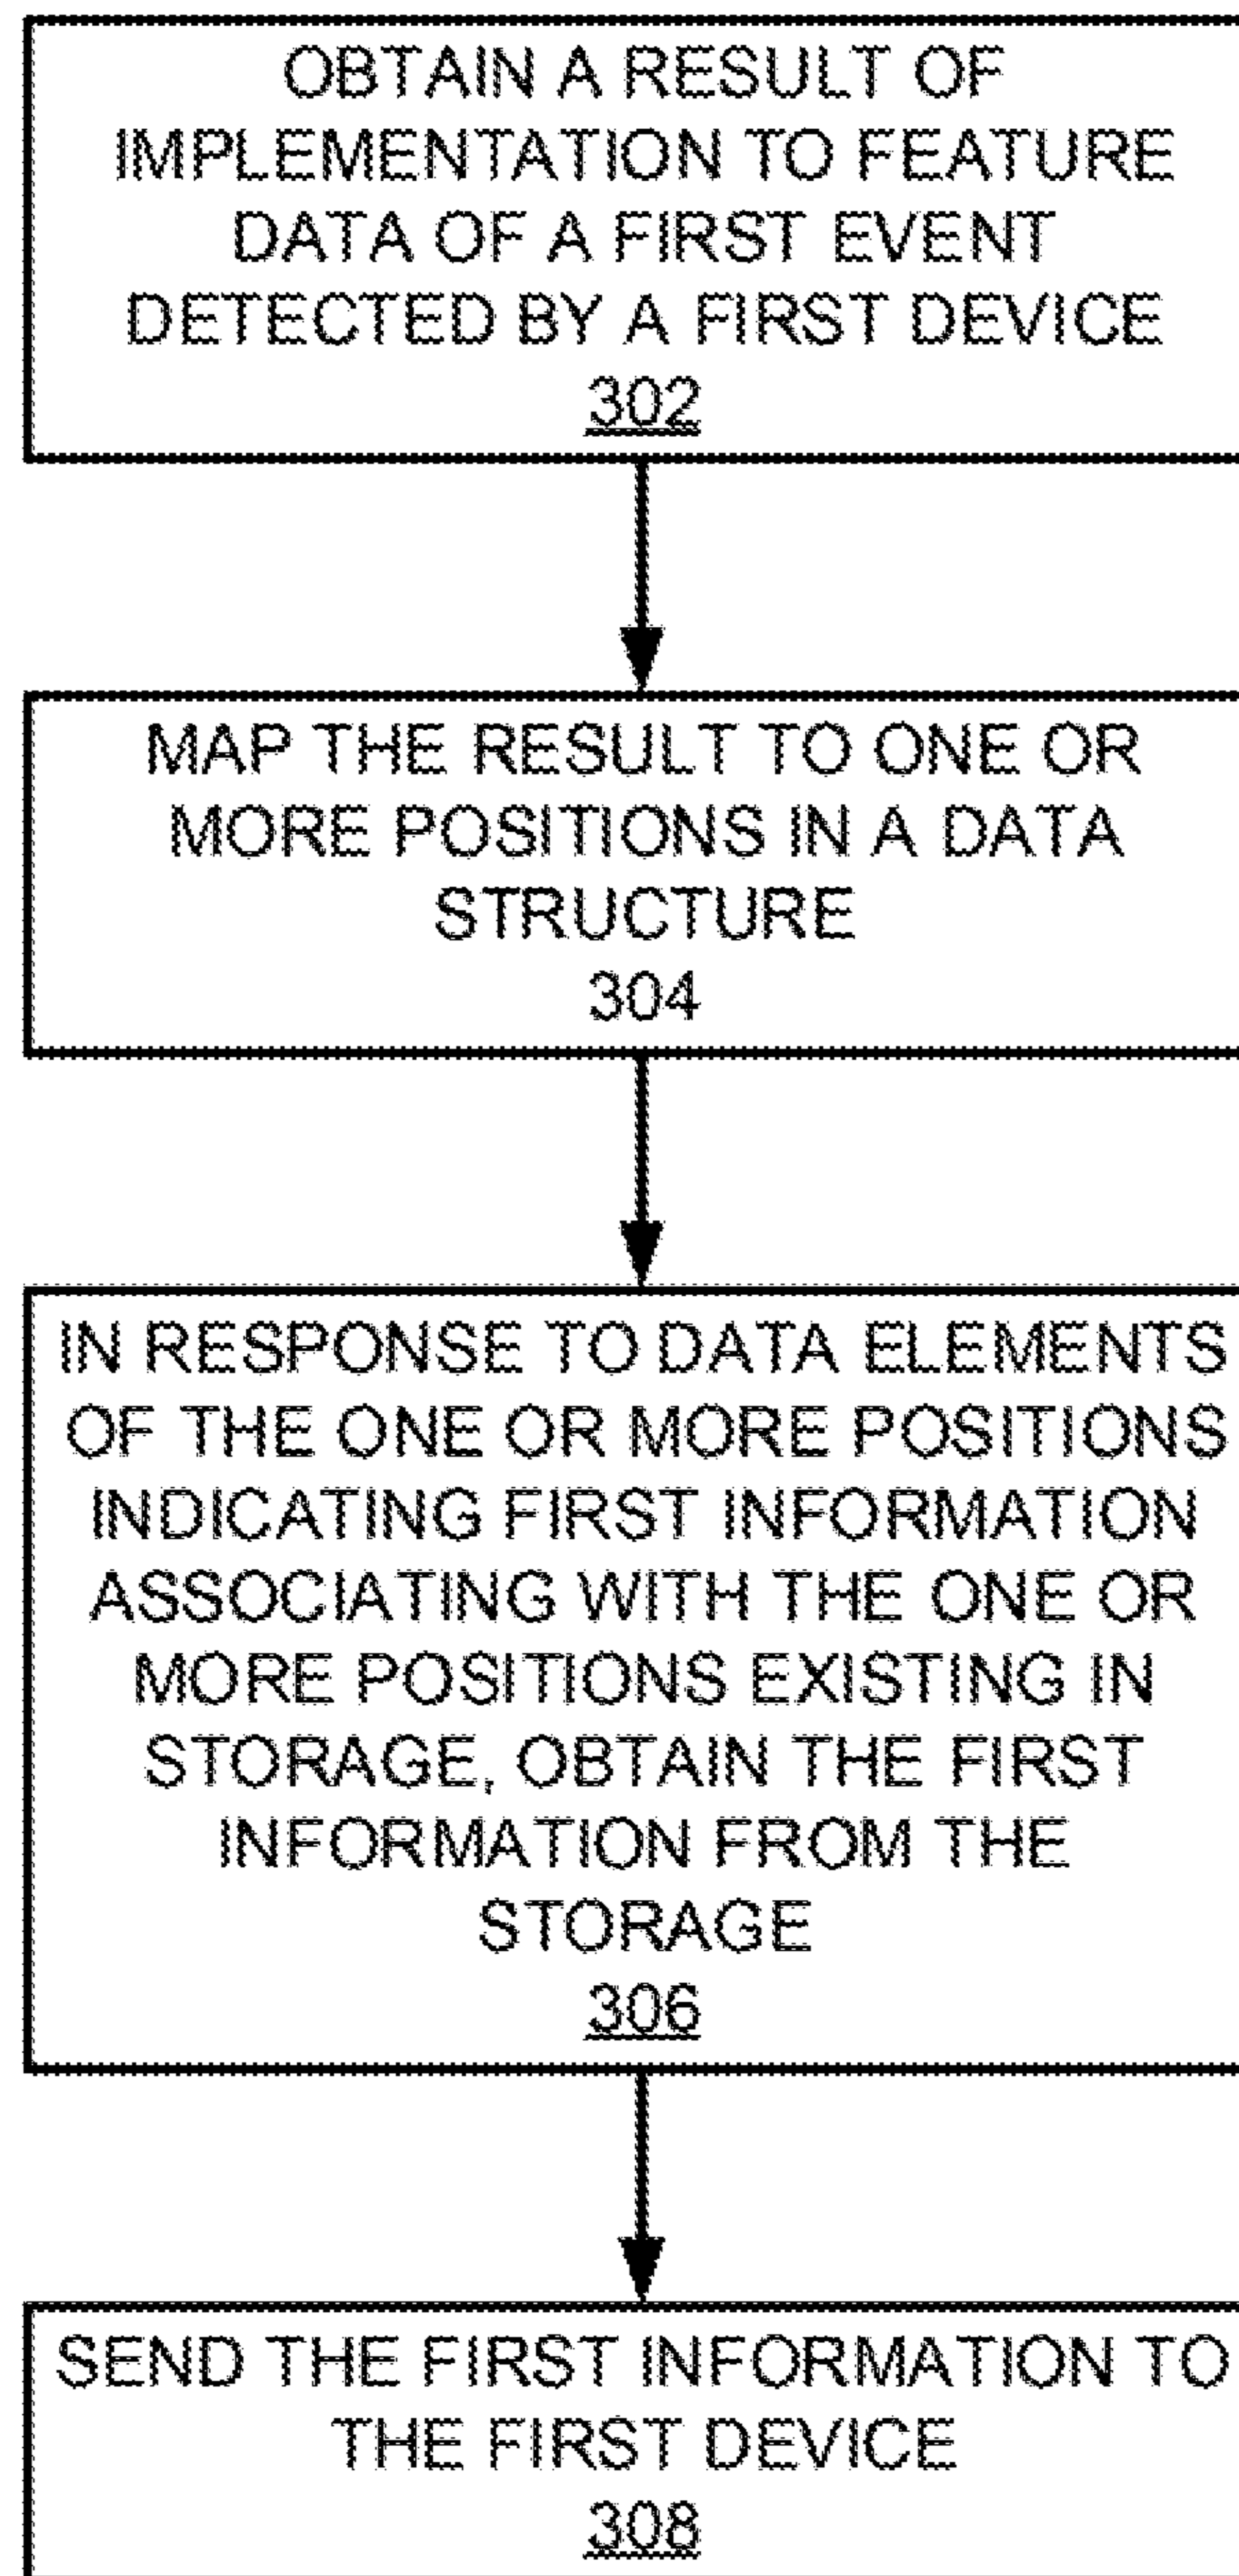 OBTAIN A RESULT OF
IMPLEMENTATION TO FEATURE
DATA OF A FIRST EVENT
DETECTED BY A FIRST DEVICE
302
MAP THE RESULT TO ONE OR
MORE POSITIONS IN A DATA
STRUCTURE
304
IN RESPONSE TO DATA ELEMENTS
OF THE ONE OR MORE POSITIONS
INDICATING FIRST INFORMATION
ASSOCIATING WITH THE ONE OR
MORE POSITIONS EXISTING IN
STORAGE, OBTAIN THE FIRST
INFORMATION FROM THE
STORAGE
306
SEND THE FIRST INFORMATION TO
THE FIRST DEVICE
308